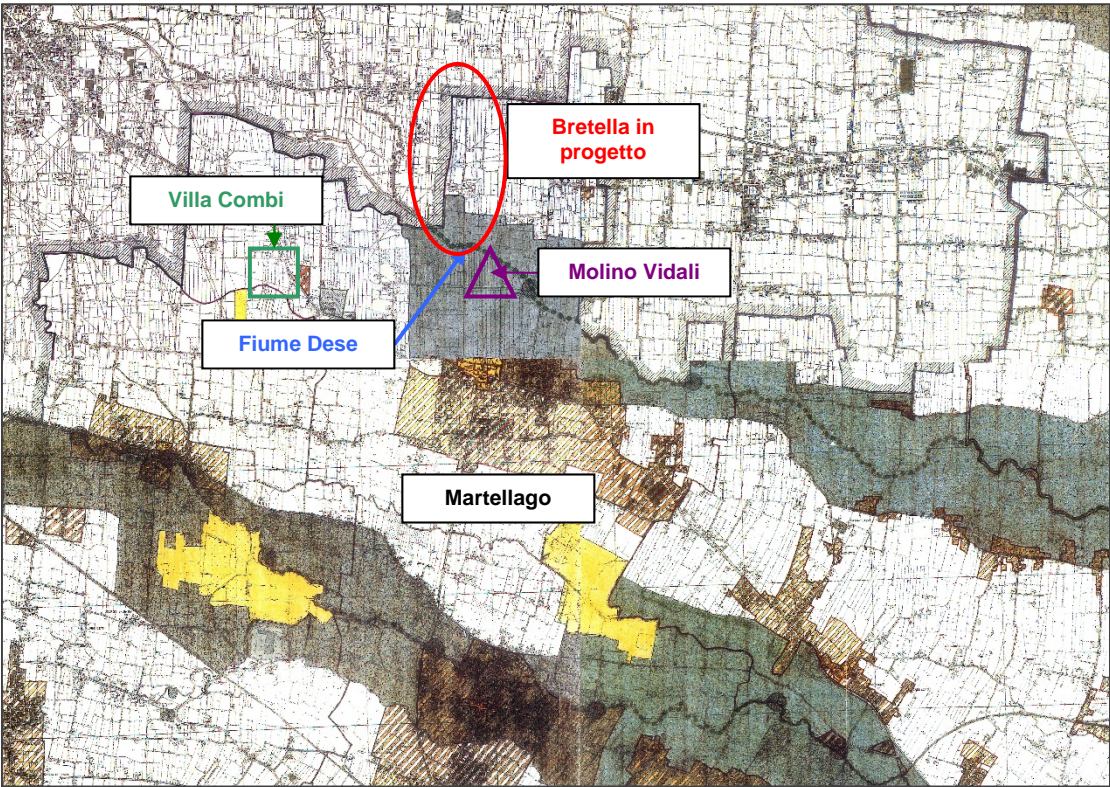 Bretella in
progetto
Villa Combi
Molino Vidali
Fiume Dese
Martellago